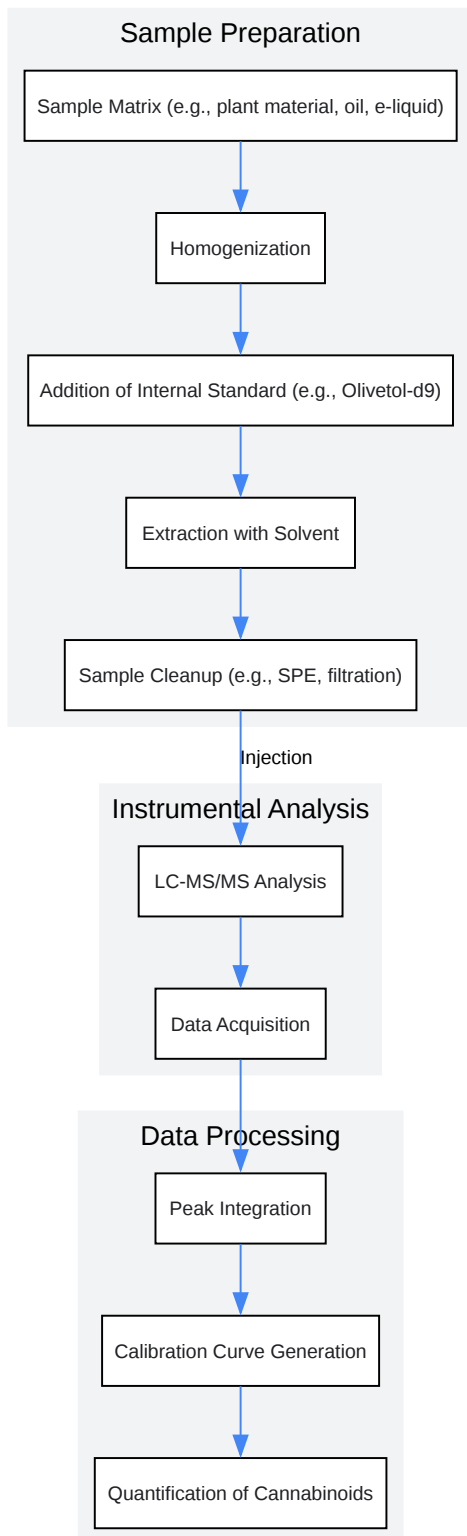 Sample Preparation
Sample Matrix (e.g., plant material, oil, e-liquid)
Homogenization
Addition of Internal Standard (e.g., Olivetol-d9)
Extraction with Solvent
Sample Cleanup (e.g., SPE, filtration)
Injection
Instrumental Analysis
LC-MS/MS Analysis
Data Acquisition
Data Processing
Peak Integration
Calibration Curve Generation
Quantification of Cannabinoids